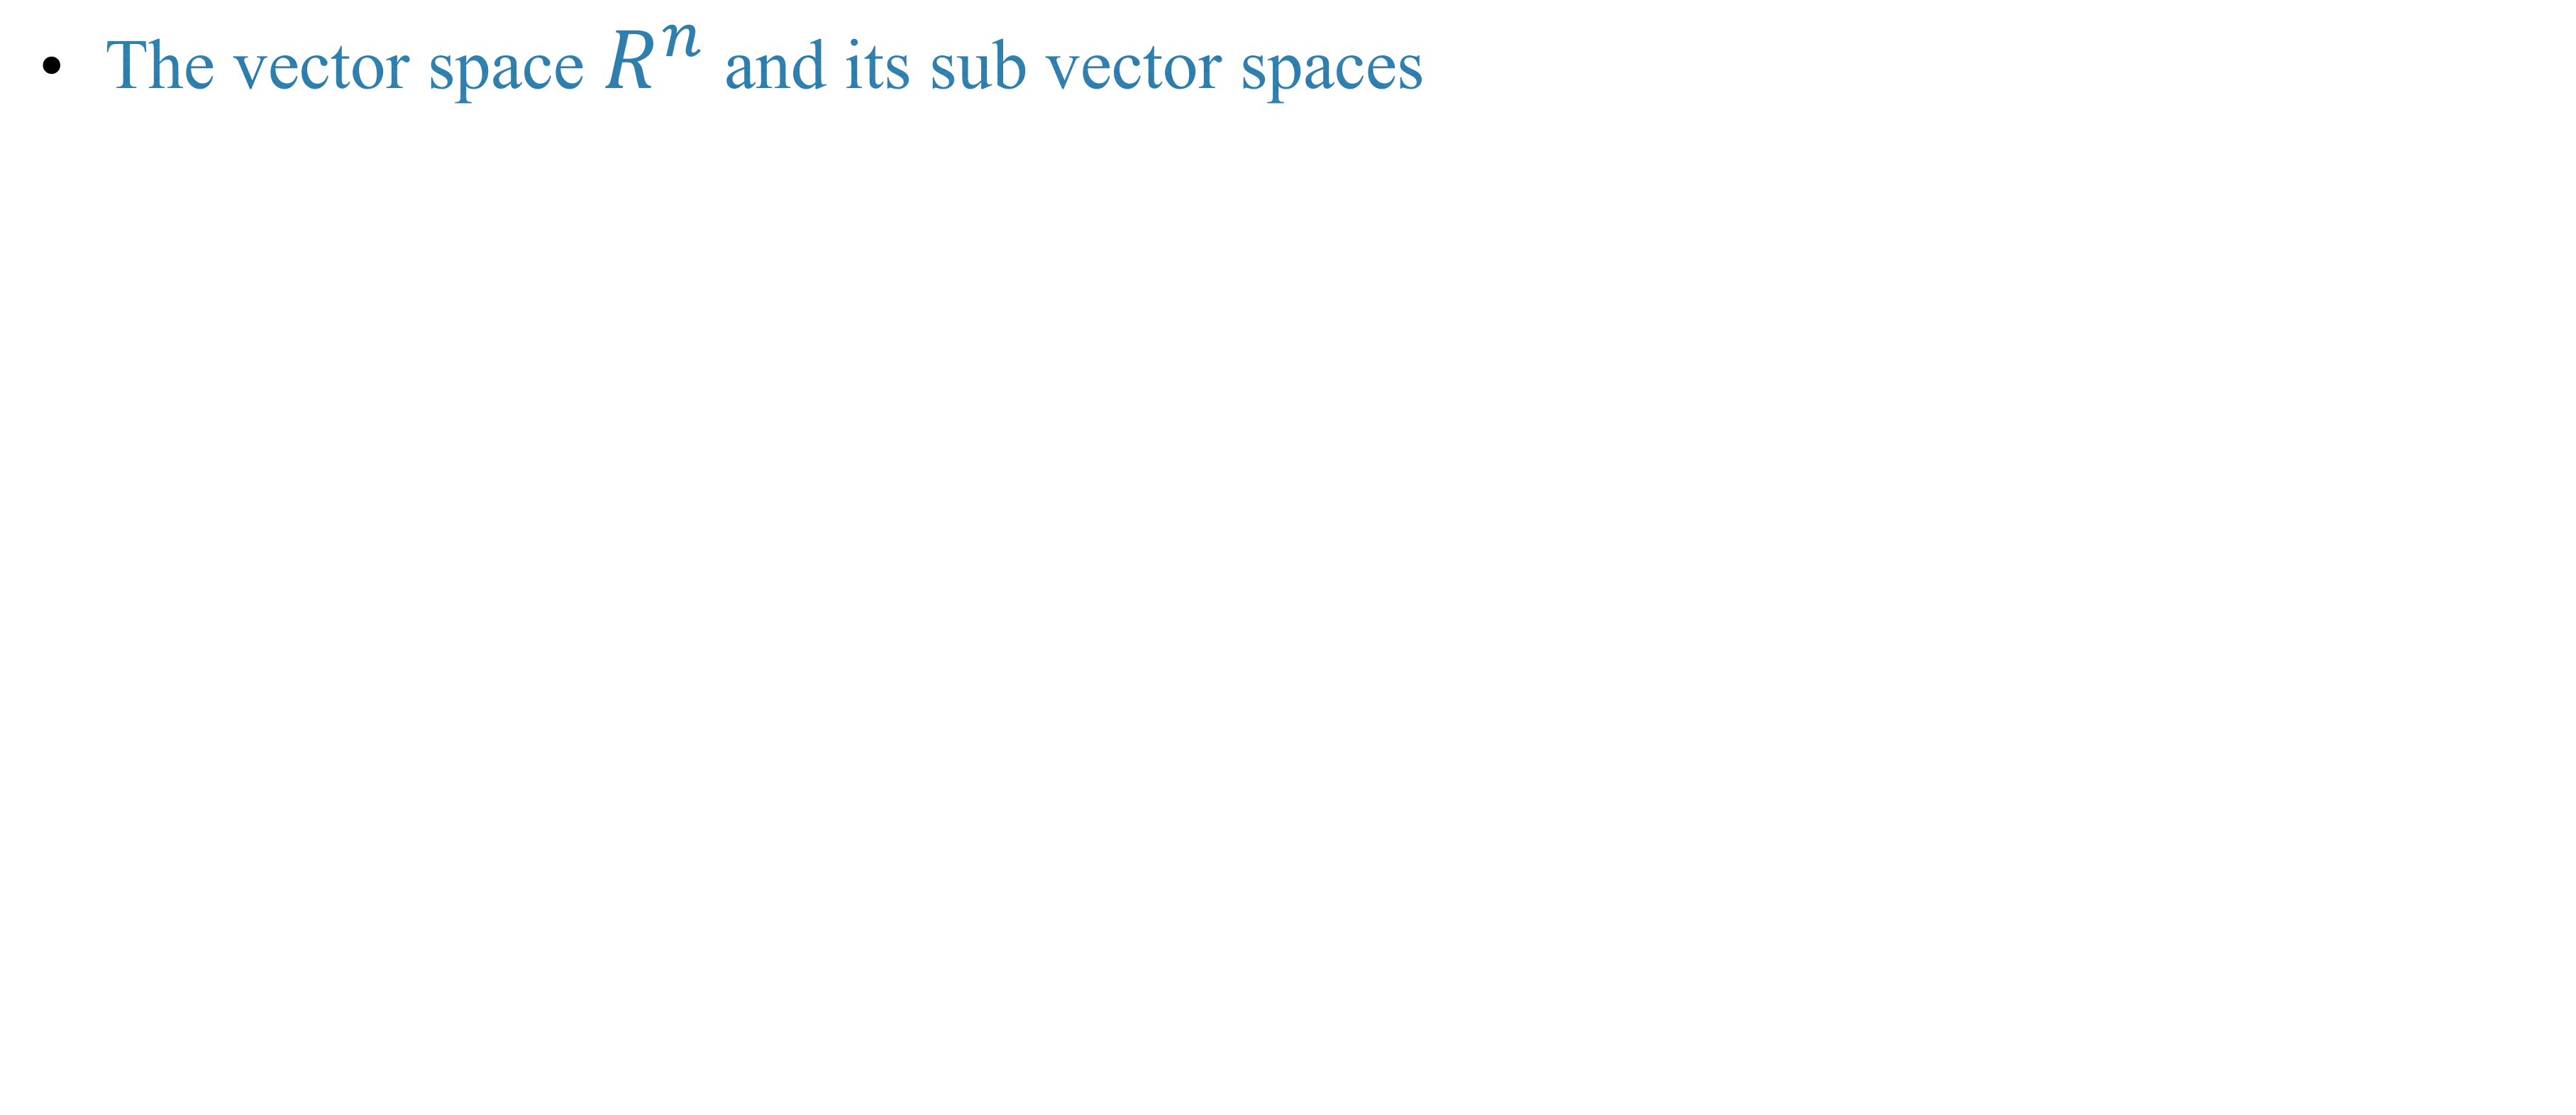 • The vector space Rⁿ and its sub vector spaces